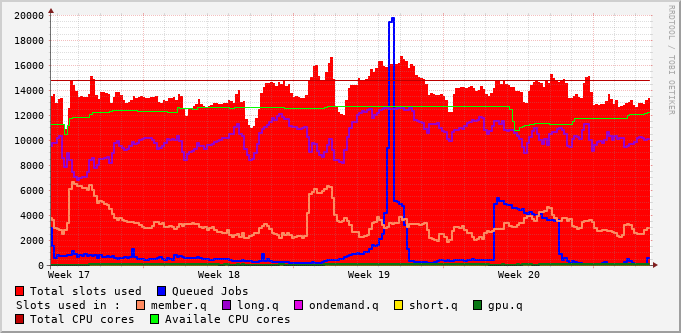 20000
18000
16000
14000
12000
10000
8000
6000
4000
2000
0
Week 17 Week 18 Week 19 Week 20
RRDTOOL / TOBI OETIKER
Total slots used Queued Jobs
Slots used in : member.q long.q ondemand.q short.q gpu.q
Total CPU cores Availale CPU cores